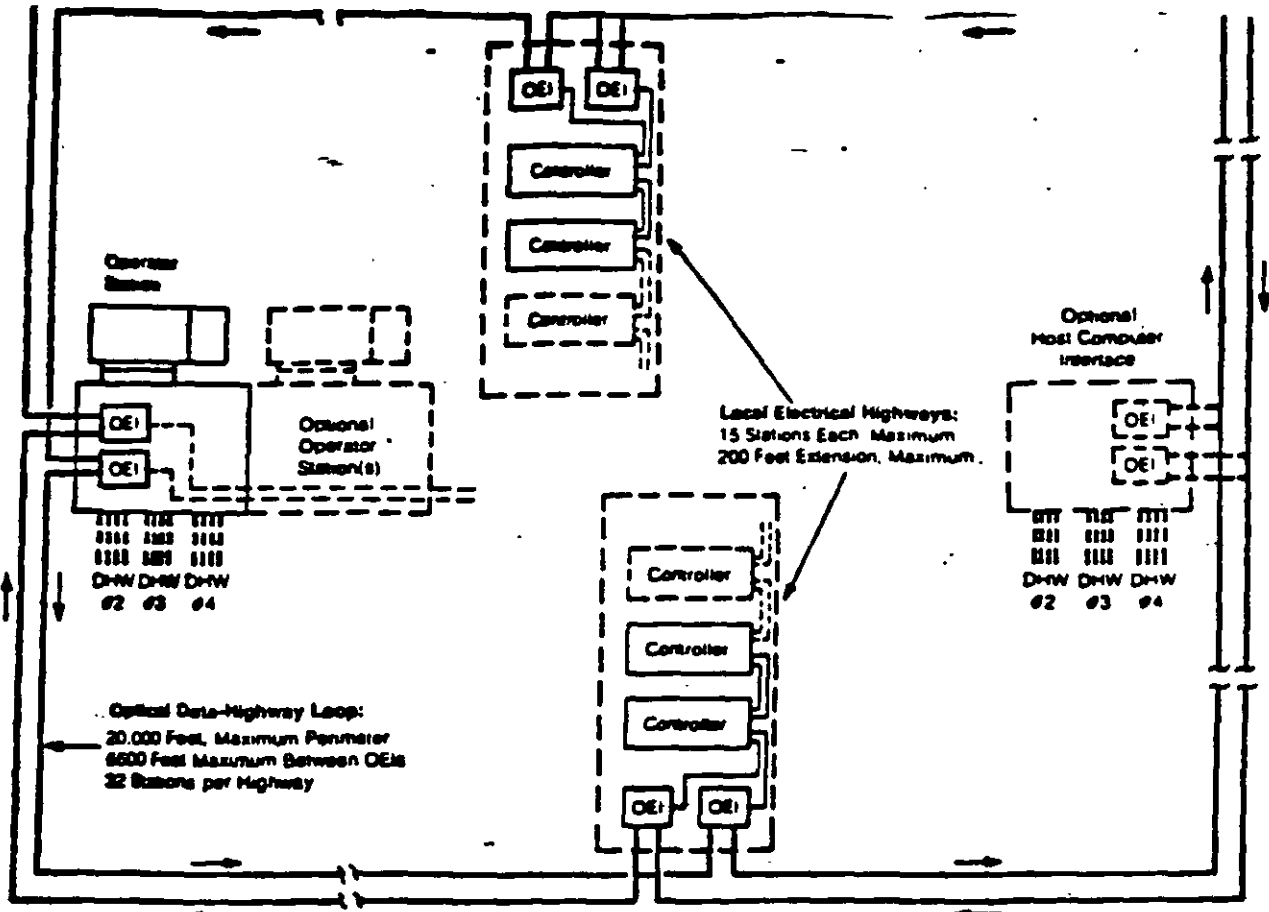 OEI OEI
Controller
Controller
Controller
Operator
Station
OEI
OEI
Optional
Operator
Station(s)
DHW DHW DHW
#2 #3 #4
Local Electrical Highways:
15 Stations Each Maximum
200 Feet Extension, Maximum
Optional
Host Computer
Interface
OEI
OEI
DHW DHW DHW
#2 #3 #4
Controller
Controller
Controller
OEI OEI
Optical Data-Highway Loop:
20,000 Feet, Maximum Perimeter
6600 Feet Maximum Between OEIs
32 Stations per Highway